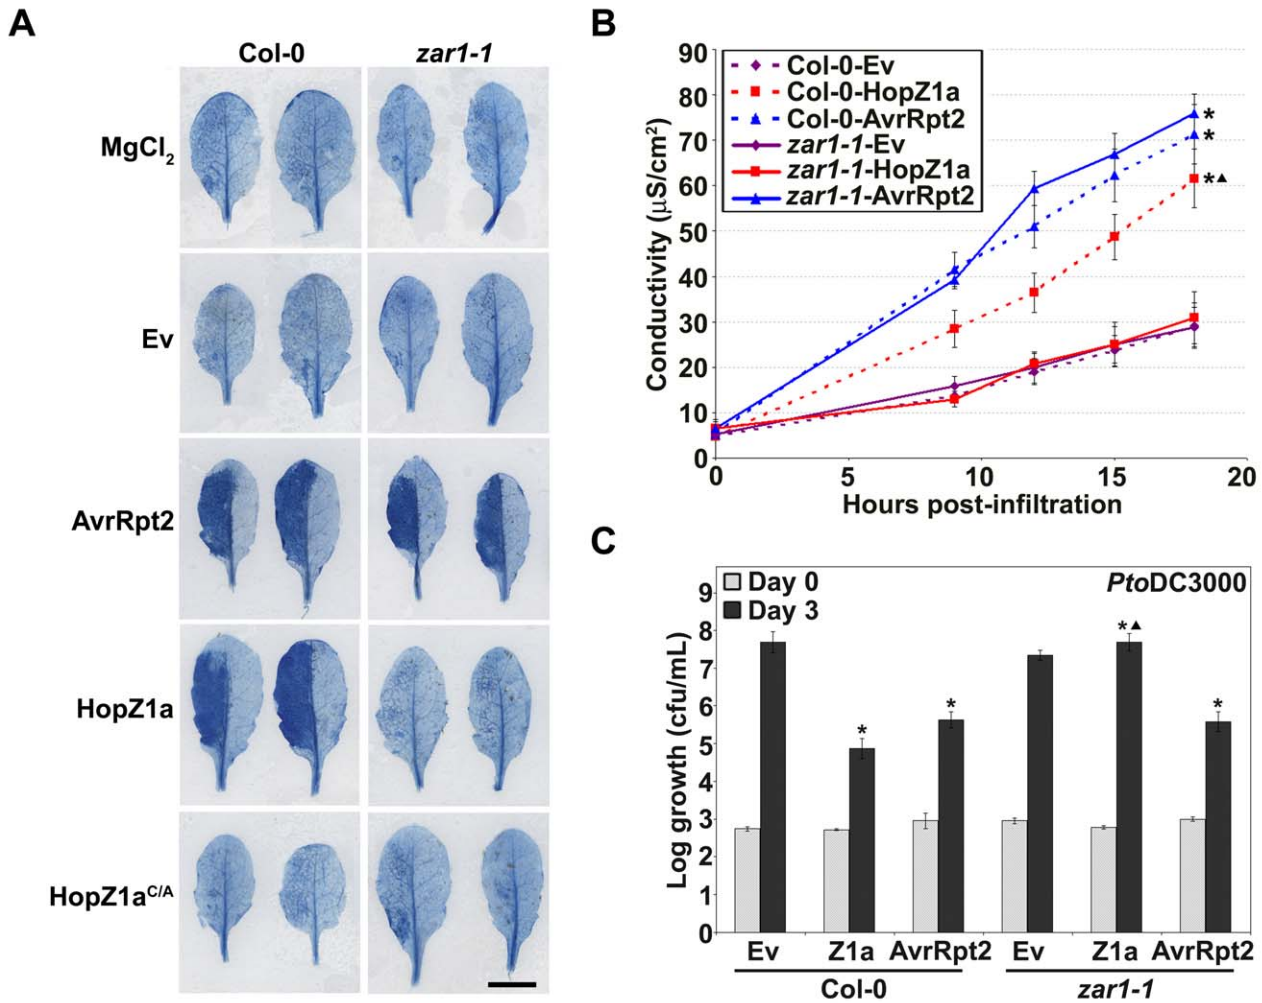 A
Col-0 zar1-1
MgCl2
Ev
AvrRpt2
HopZ1a
HopZ1aC/A
B
Conductivity (µS/cm²)
90
80
70
60
50
40
30
20
10
0
Col-0-Ev
Col-0-HopZ1a
Col-0-AvrRpt2
zar1-1-Ev
zar1-1-HopZ1a
zar1-1-AvrRpt2
*
*
*▲
0 5 10 15 20
Hours post-infiltration
C
Log growth (cfu/mL)
9
8
7
6
5
4
3
2
1
0
Day 0
Day 3
PtoDC3000
* * *▲ *
Ev Z1a AvrRpt2 Ev Z1a AvrRpt2
Col-0 zar1-1